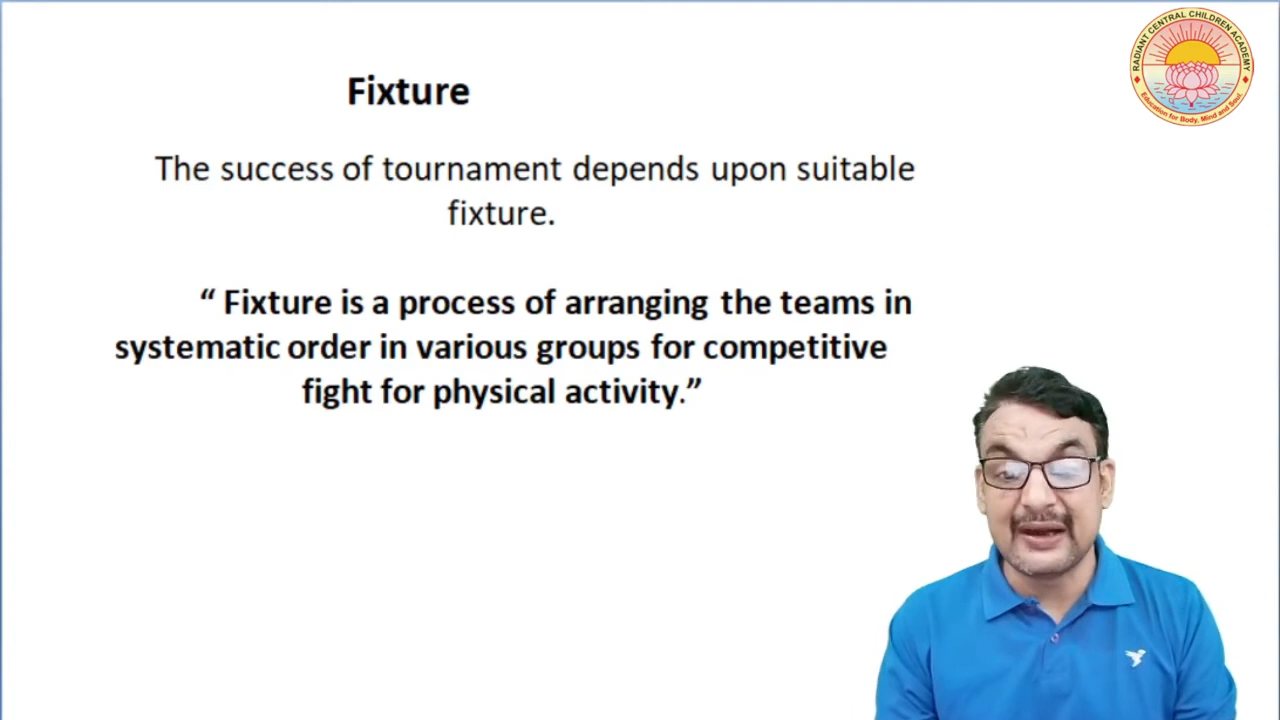 RADIANT CENTRAL CHILDREN ACADEMY
Education for Body, Mind and Soul.
Fixture
The success of tournament depends upon suitable
fixture.
“ Fixture is a process of arranging the teams in
systematic order in various groups for competitive
fight for physical activity.”